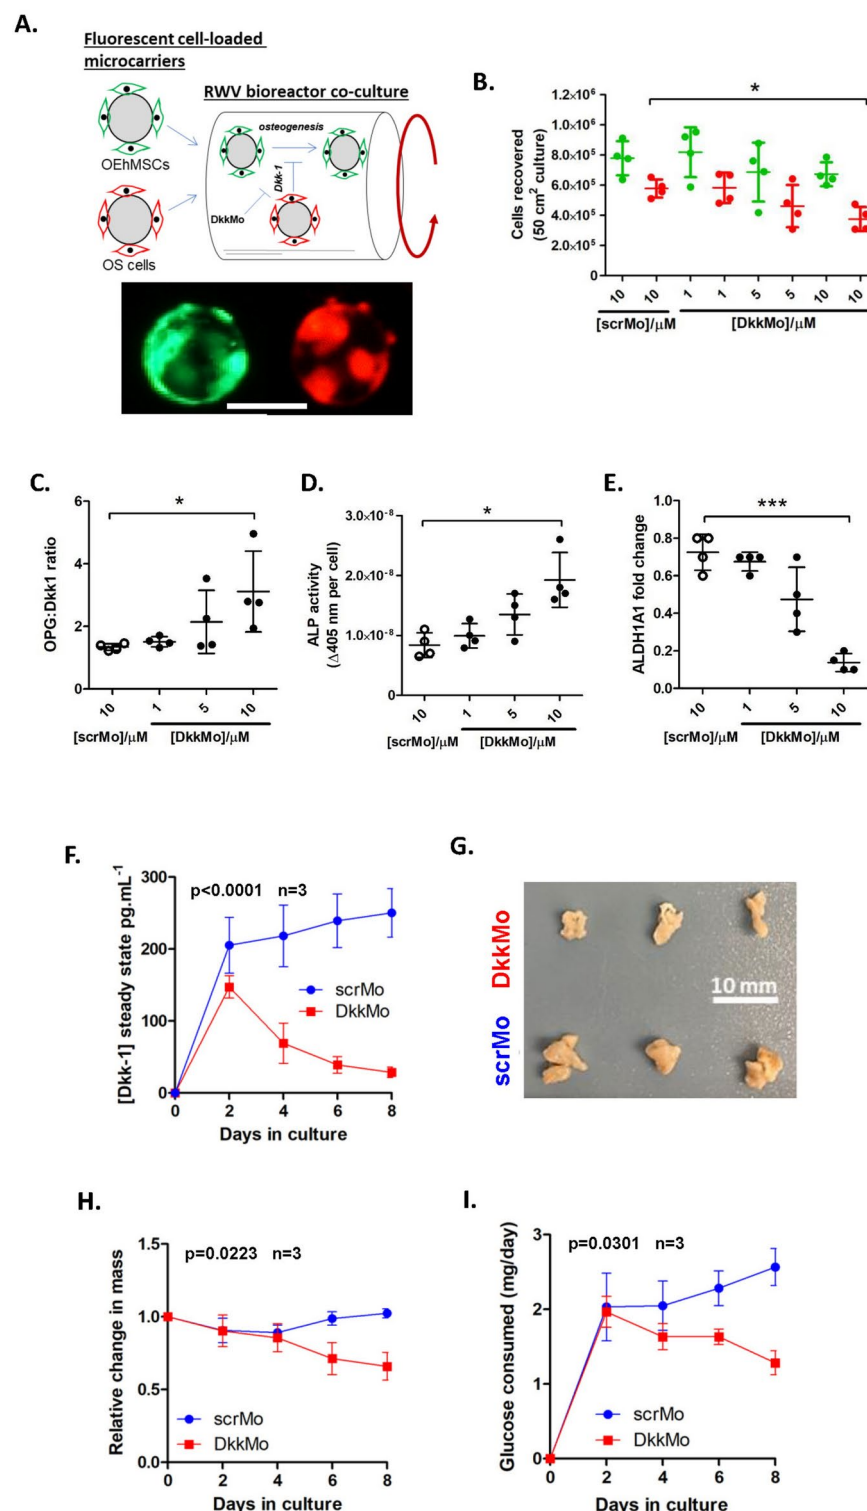 A.
Fluorescent cell-loaded
microcarriers
RWV bioreactor co-culture
osteogenesis
OEhMSCs
Dkk-1
DkkMo
OS cells
B.
Cells recovered
(50 cm² culture)
1.2×10⁶
1.0×10⁶
8.0×10⁵
6.0×10⁵
4.0×10⁵
2.0×10⁵
0
*
10 10 1 1 5 5 10 10
[scrMo]/μM [DkkMo]/μM
C.
OPG:Dkk1 ratio
6
4
2
0
*
10 1 5 10
[scrMo]/μM [DkkMo]/μM
D.
ALP activity
(Δ405 nm per cell)
3.0×10⁻⁸
2.0×10⁻⁸
1.0×10⁻⁸
0
*
10 1 5 10
[scrMo]/μM [DkkMo]/μM
E.
ALDH1A1 fold change
1.0
0.8
0.6
0.4
0.2
0.0
***
10 1 5 10
[scrMo]/μM [DkkMo]/μM
F.
[Dkk-1] steady state pg.mL⁻¹
300
250
200
150
100
50
0
p<0.0001 n=3
scrMo
DkkMo
0 2 4 6 8
Days in culture
G.
DkkMo
scrMo
10 mm
H.
Relative change in mass
1.5
1.0
0.5
0.0
p=0.0223 n=3
scrMo
DkkMo
0 2 4 6 8
Days in culture
I.
Glucose consumed (mg/day)
3
2
1
0
p=0.0301 n=3
scrMo
DkkMo
0 2 4 6 8
Days in culture